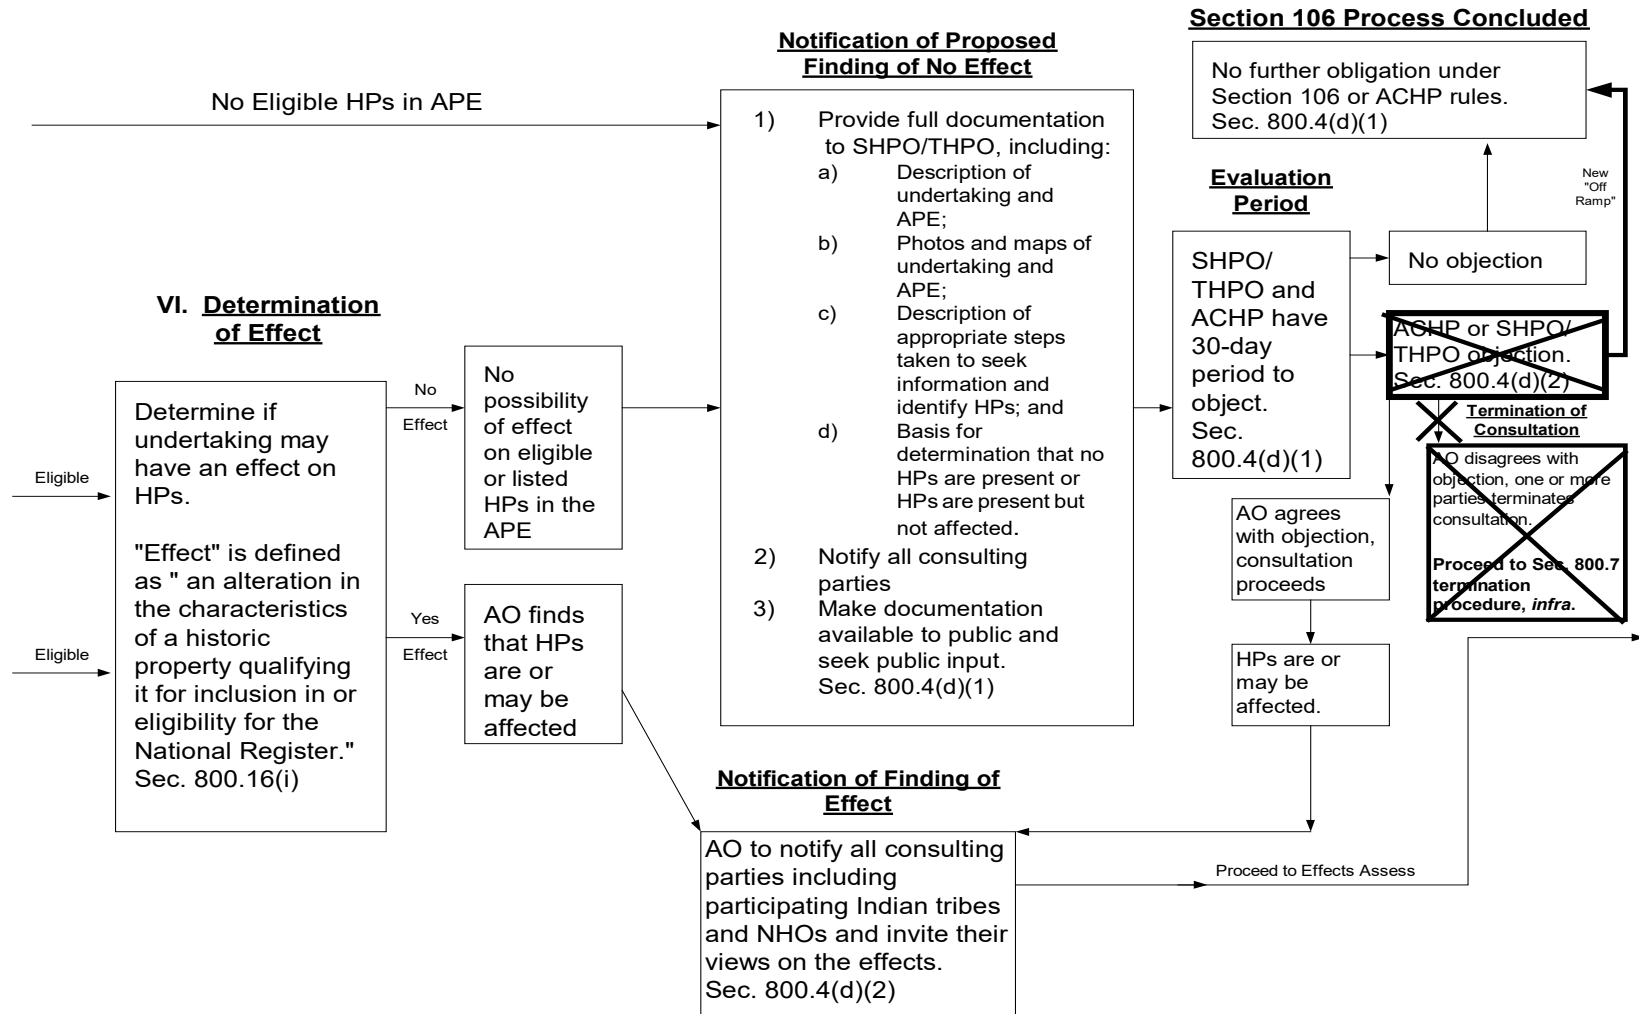 Section 106 Process Concluded
Notification of Proposed
Finding of No Effect
No further obligation under
Section 106 or ACHP rules.
Sec. 800.4(d)(1)
No Eligible HPs in APE
1) Provide full documentation
to SHPO/THPO, including:
a) Description of
undertaking and
APE;
b) Photos and maps of
undertaking and
APE;
c) Description of
appropriate steps
taken to seek
information and
identify HPs; and
d) Basis for
determination that no
HPs are present or
HPs are present but
not affected.
2) Notify all consulting
parties
3) Make documentation
available to public and
seek public input.
Sec. 800.4(d)(1)
Evaluation
Period
New
"Off
Ramp"
SHPO/
THPO and
ACHP have
30-day
period to
object.
Sec.
800.4(d)(1)
No objection
ACHP or SHPO/
THPO objection.
Sec. 800.4(d)(2)
Termination of
Consultation
AO disagrees with
objection, one or more
parties terminates
consultation.
Proceed to Sec. 800.7
termination
procedure, infra.
AO agrees
with objection,
consultation
proceeds
HPs are or
may be
affected.
VI. Determination
of Effect
Eligible
Eligible
Determine if
undertaking may
have an effect on
HPs.
"Effect" is defined
as " an alteration in
the characteristics
of a historic
property qualifying
it for inclusion in or
eligibility for the
National Register."
Sec. 800.16(i)
No
Effect
No
possibility
of effect
on eligible
or listed
HPs in the
APE
Yes
Effect
AO finds
that HPs
are or
may be
affected
Notification of Finding of
Effect
AO to notify all consulting
parties including
participating Indian tribes
and NHOs and invite their
views on the effects.
Sec. 800.4(d)(2)
Proceed to Effects Assess